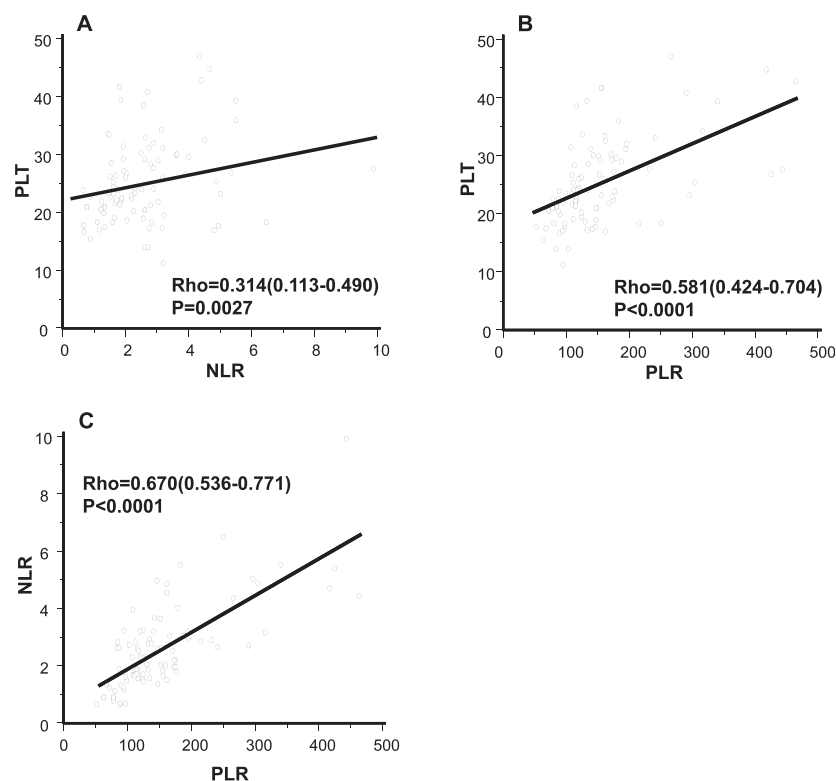 A
50
40
30
20
10
0
PLT
Rho=0.314(0.113-0.490)
P=0.0027
0 2 4 6 8 10
NLR
B
50
40
30
20
10
0
PLT
Rho=0.581(0.424-0.704)
P<0.0001
0 100 200 300 400 500
PLR
C
10
8
6
4
2
0
NLR
Rho=0.670(0.536-0.771)
P<0.0001
0 100 200 300 400 500
PLR